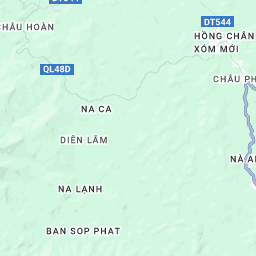 CHÂU HOÀN
DT544
HỒNG CHÂN
XÓM MỚI
QL48D
CHÂU PH
NA CA
DIÊN LÃM
NÀ A
NA LẠNH
BAN SOP PHAT